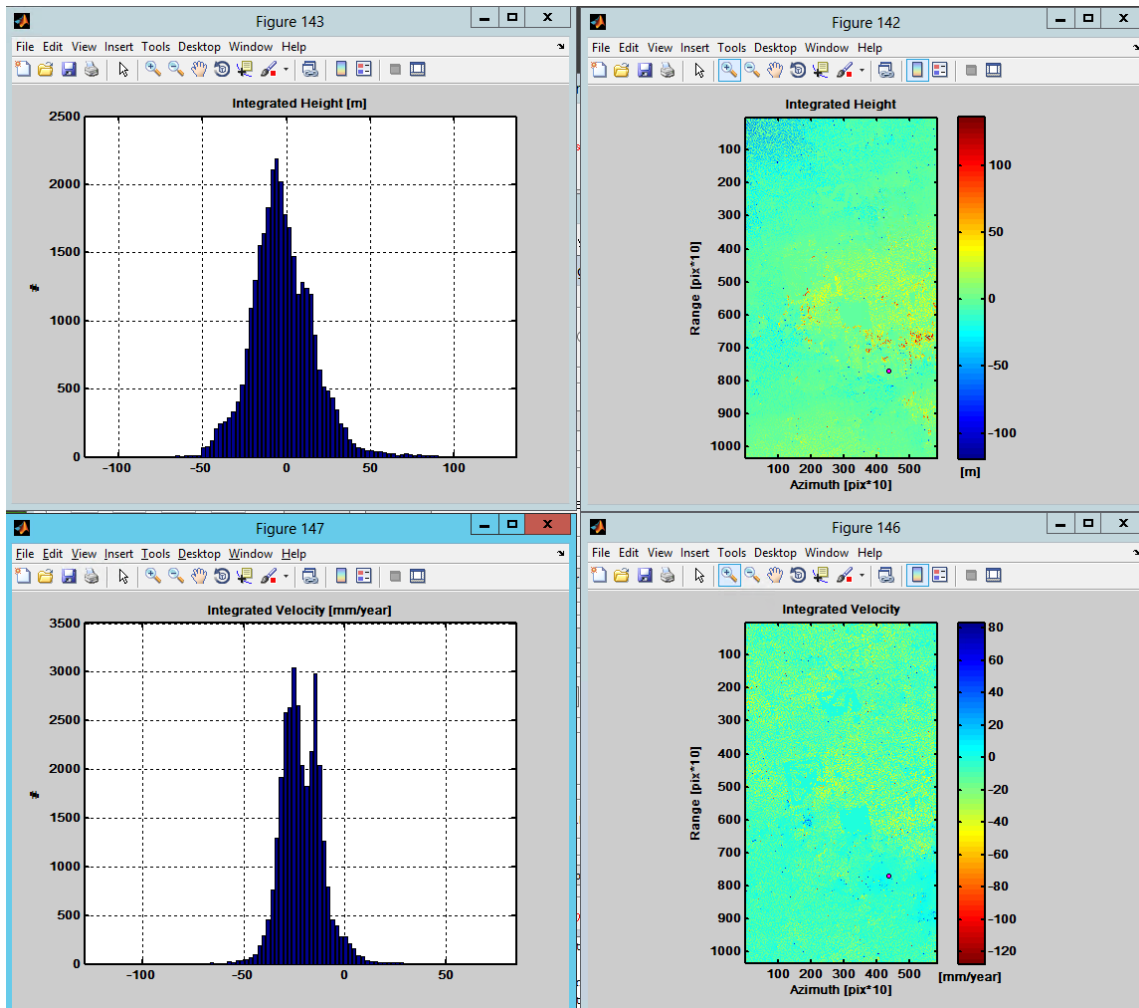 Figure 143
File Edit View Insert Tools Desktop Window Help
Integrated Height [m]
2500
2000
1500
1000
500
0
#
-100 -50 0 50 100
Figure 142
File Edit View Insert Tools Desktop Window Help
Integrated Height
Range [pix*10]
100
200
300
400
500
600
700
800
900
1000
100 200 300 400 500
Azimuth [pix*10]
100
50
0
-50
-100
[m]
Figure 147
File Edit View Insert Tools Desktop Window Help
Integrated Velocity [mm/year]
3500
3000
2500
2000
1500
1000
500
0
#
-100 -50 0 50
Figure 146
File Edit View Insert Tools Desktop Window Help
Integrated Velocity
Range [pix*10]
100
200
300
400
500
600
700
800
900
1000
100 200 300 400 500
Azimuth [pix*10]
80
60
40
20
0
-20
-40
-60
-80
-100
-120
[mm/year]